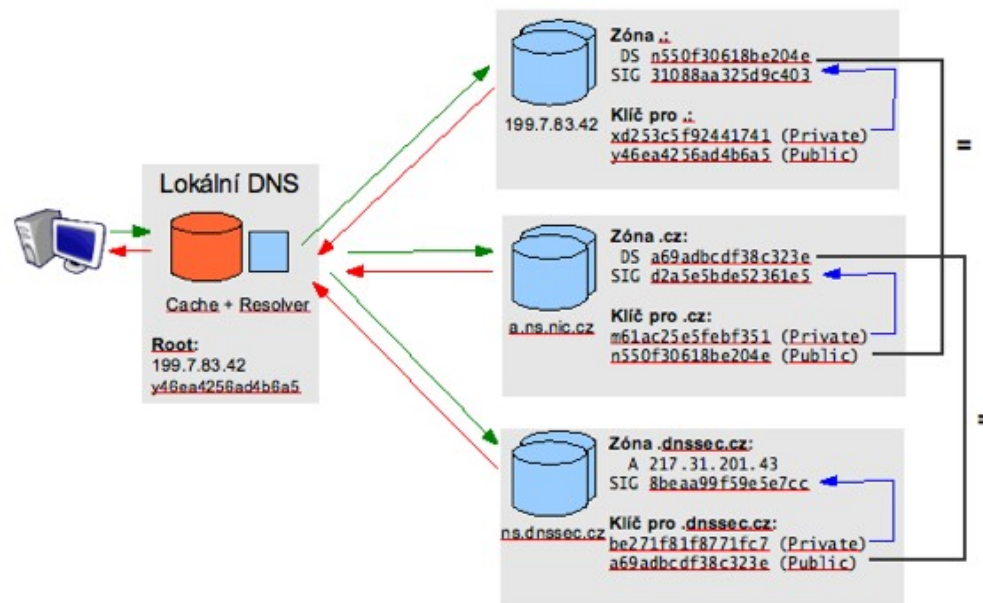 Zóna .:
DS n550f30618be204e
SIG 31088aa325d9c403
199.7.83.42
Klíč pro .:
xd253c5f92441741 (Private)
y46ea4256ad4b6a5 (Public)
=
Lokální DNS
Cache + Resolver
Root:
199.7.83.42
y46ea4256ad4b6a5
Zóna .cz:
DS a69adbcdf38c323e
SIG d2a5e5bde52361e5
a.ns.nic.cz
Klíč pro .cz:
m61ac25e5febf351 (Private)
n550f30618be204e (Public)
=
Zóna .dnssec.cz:
A 217.31.201.43
SIG 8beaa99f59e5e7cc
ns.dnssec.cz
Klíč pro .dnssec.cz:
be271f81f8771fc7 (Private)
a69adbcdf38c323e (Public)